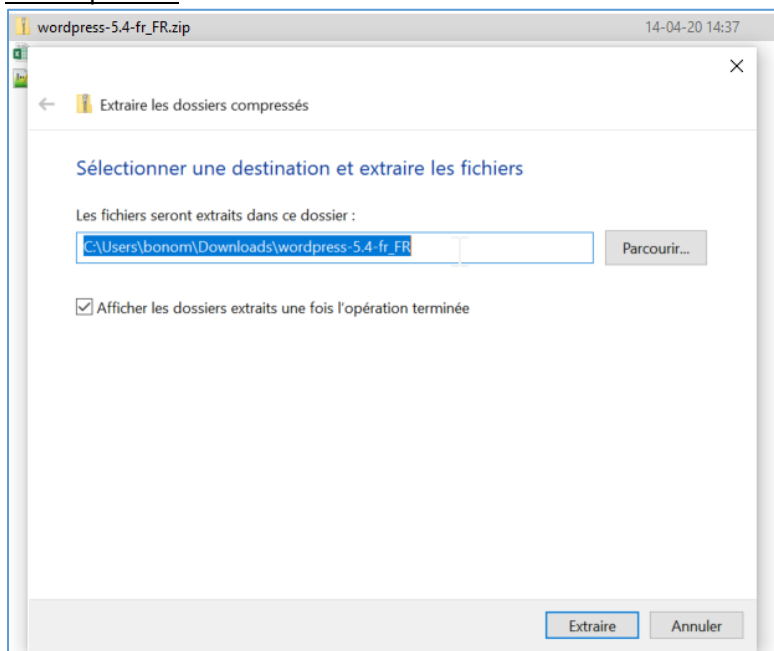 wordpress-5.4-fr_FR.zip 14-04-20 14:37
Extraire les dossiers compressés
Sélectionner une destination et extraire les fichiers
Les fichiers seront extraits dans ce dossier :
C:\Users\bonom\Downloads\wordpress-5.4-fr_FR
Parcourir...
Afficher les dossiers extraits une fois l'opération terminée
Extraire Annuler